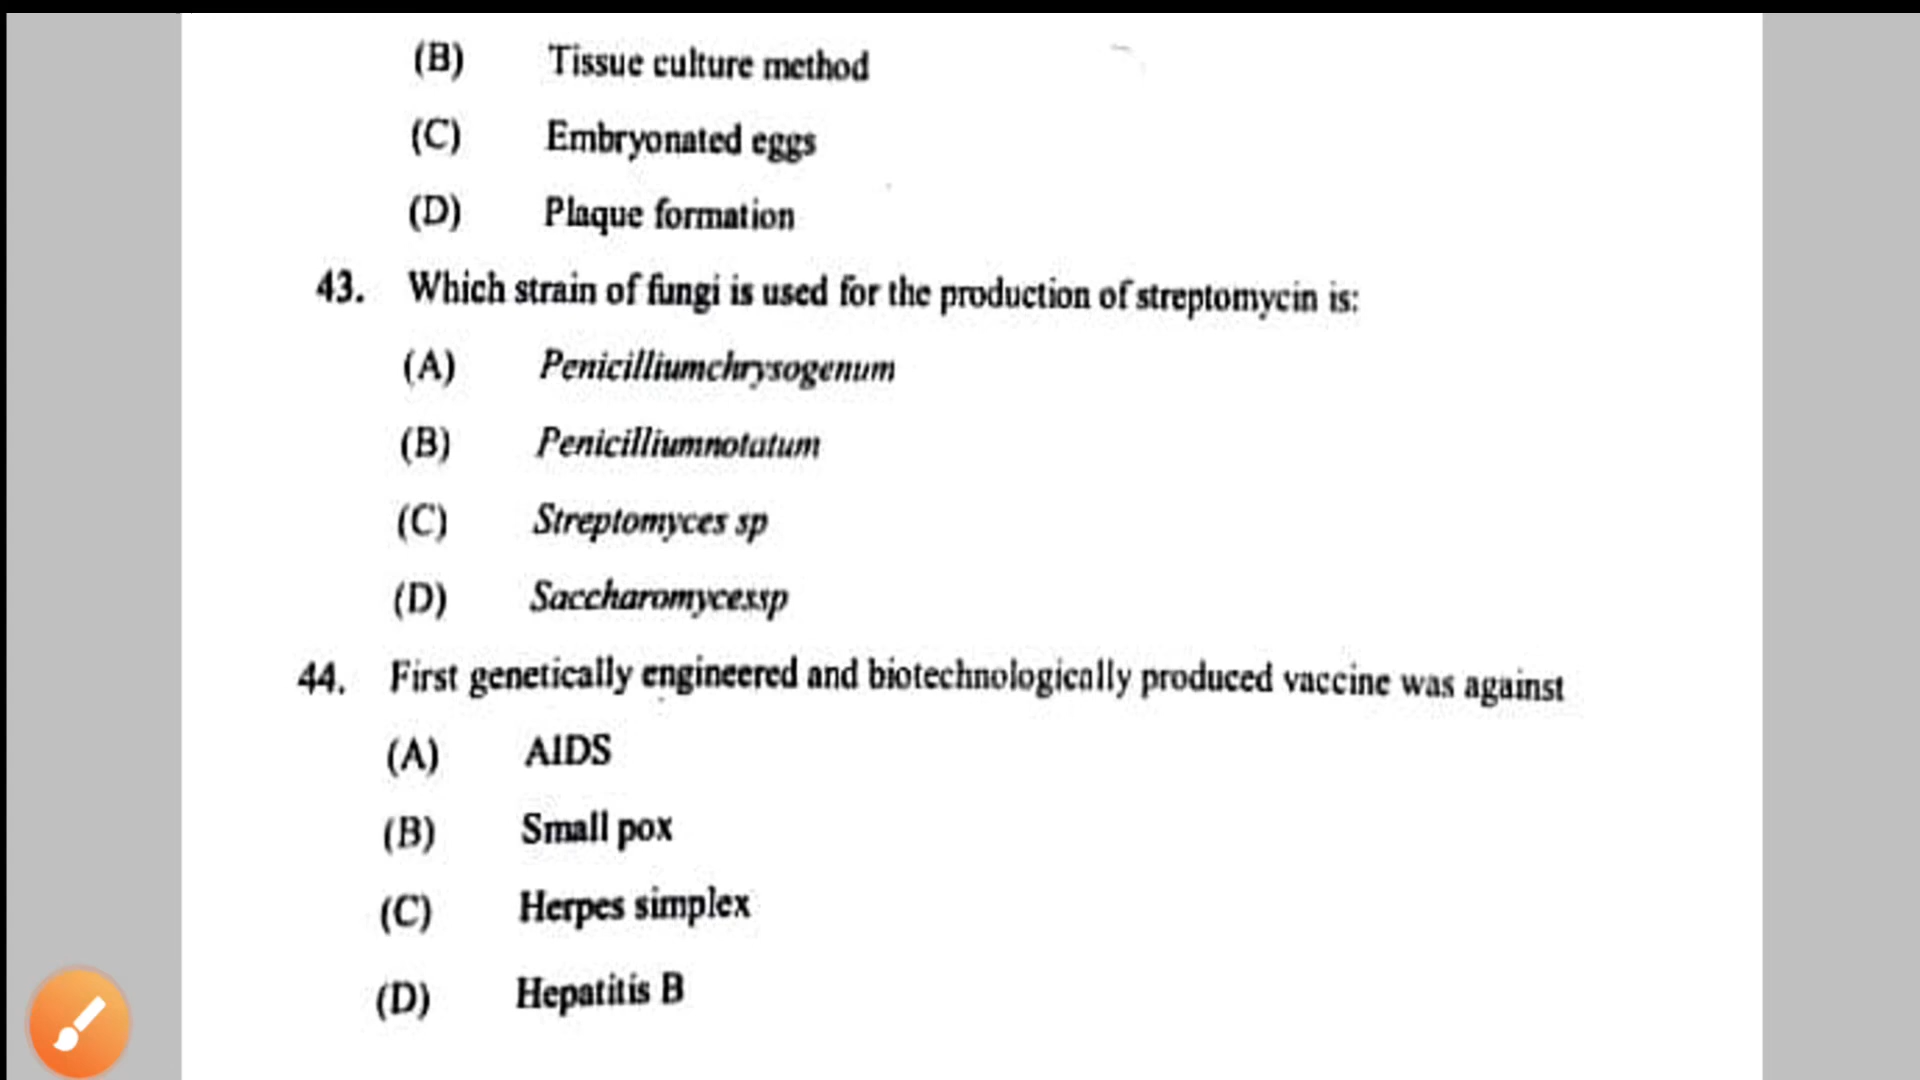 (B) Tissue culture method
(C) Embryonated eggs
(D) Plaque formation
43. Which strain of fungi is used for the production of streptomycin is:
(A) Penicilliumchrysogenum
(B) Penicilliumnotatum
(C) Streptomyces sp
(D) Saccharomycessp
44. First genetically engineered and biotechnologically produced vaccine was against
(A) AIDS
(B) Small pox
(C) Herpes simplex
(D) Hepatitis B